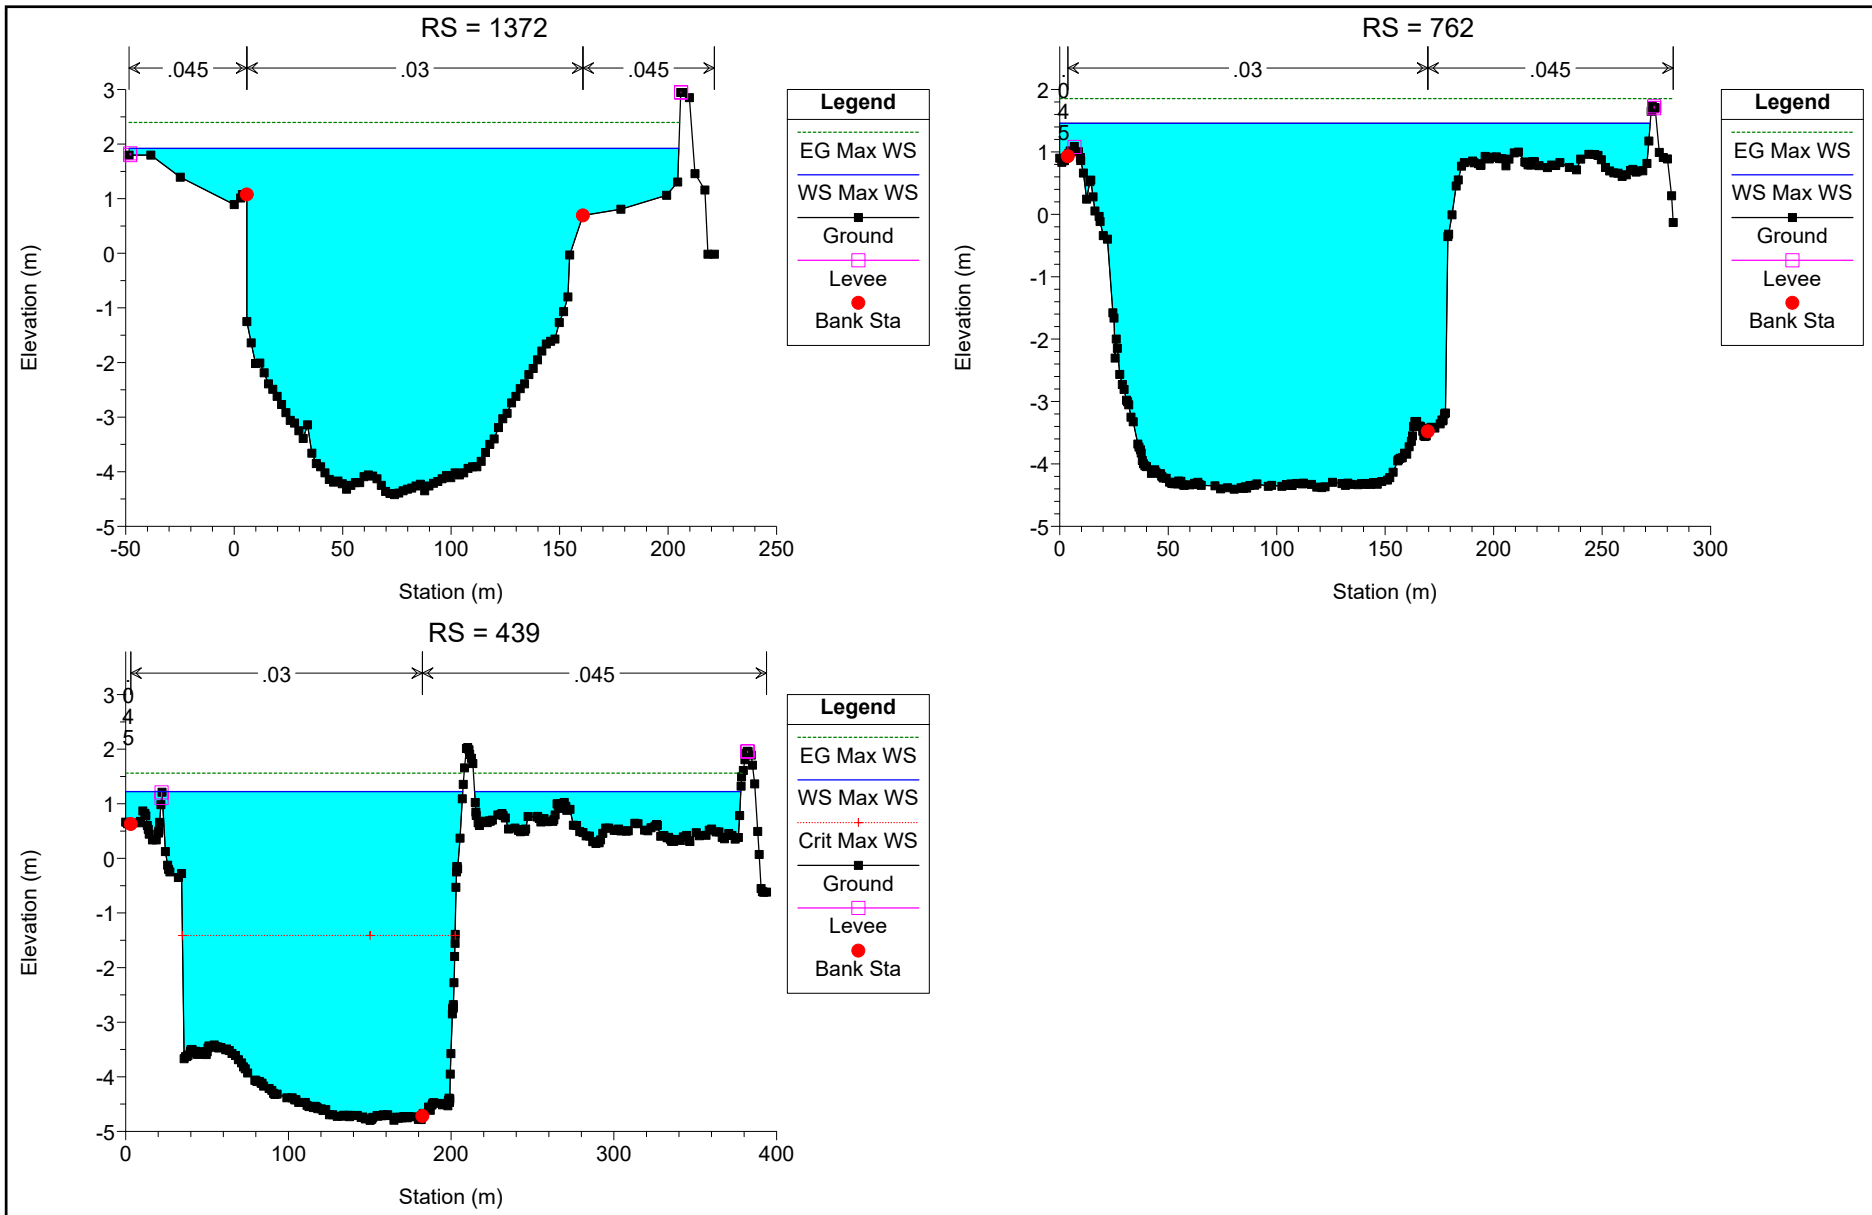 RS = 1372
.045
.03
.045
3
2
1
0
-1
-2
-3
-4
-5
-50
0
50
100
150
200
250
Elevation (m)
Station (m)
Legend
EG Max WS
WS Max WS
Ground
Levee
Bank Sta
RS = 762
.045
.03
.045
2
1
0
-1
-2
-3
-4
-5
0
50
100
150
200
250
300
Elevation (m)
Station (m)
Legend
EG Max WS
WS Max WS
Ground
Levee
Bank Sta
RS = 439
.045
.03
.045
3
2
1
0
-1
-2
-3
-4
-5
0
100
200
300
400
Elevation (m)
Station (m)
Legend
EG Max WS
WS Max WS
Crit Max WS
Ground
Levee
Bank Sta